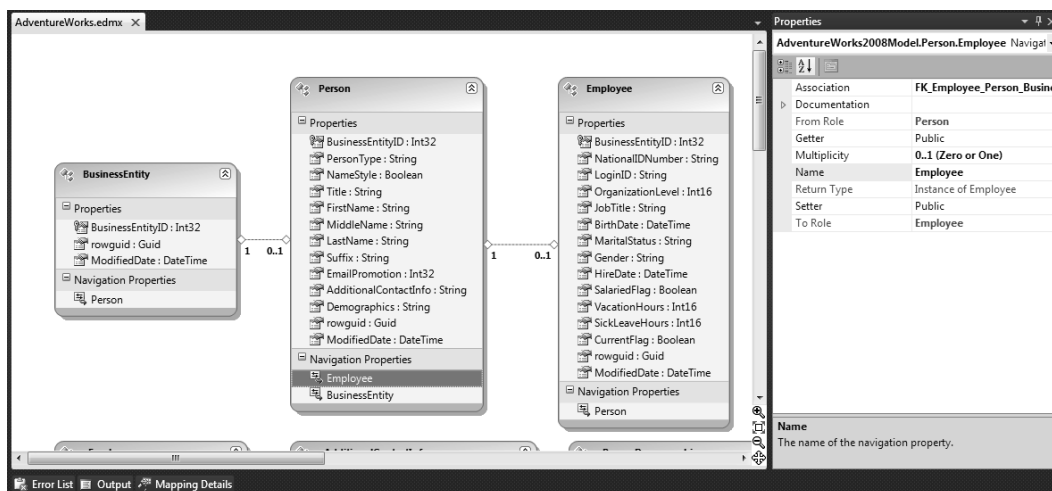 AdventureWorks.edmx
Properties
AdventureWorks2008Model.Person.Employee
Association FK_Employee_Person_Busine
Documentation
From Role Person
Getter Public
Multiplicity 0..1 (Zero or One)
Name Employee
Return Type Instance of Employee
Setter Public
To Role Employee
BusinessEntity
Properties
BusinessEntityID : Int32
rowguid : Guid
ModifiedDate : DateTime
Navigation Properties
Person
1 0..1
Person
Properties
BusinessEntityID : Int32
PersonType : String
NameStyle : Boolean
Title : String
FirstName : String
MiddleName : String
LastName : String
Suffix : String
EmailPromotion : Int32
AdditionalContactInfo : String
Demographics : String
rowguid : Guid
ModifiedDate : DateTime
Navigation Properties
Employee
BusinessEntity
1 0..1
Employee
Properties
BusinessEntityID : Int32
NationalIDNumber : String
LoginID : String
OrganizationLevel : Int16
JobTitle : String
BirthDate : DateTime
MaritalStatus : String
Gender : String
HireDate : DateTime
SalariedFlag : Boolean
VacationHours : Int16
SickLeaveHours : Int16
CurrentFlag : Boolean
rowguid : Guid
ModifiedDate : DateTime
Navigation Properties
Person
Name
The name of the navigation property.
Error List Output Mapping Details